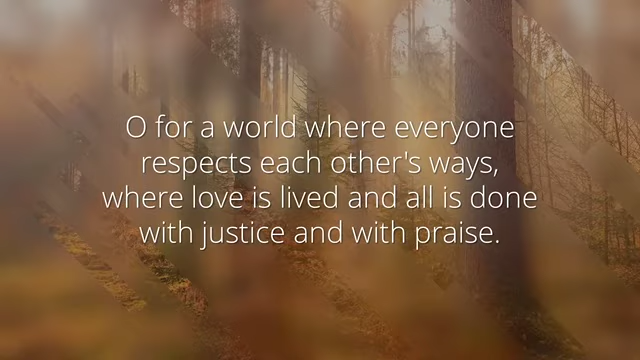 O for a world where everyone
respects each other's ways,
where love is lived and all is done
with justice and with praise.